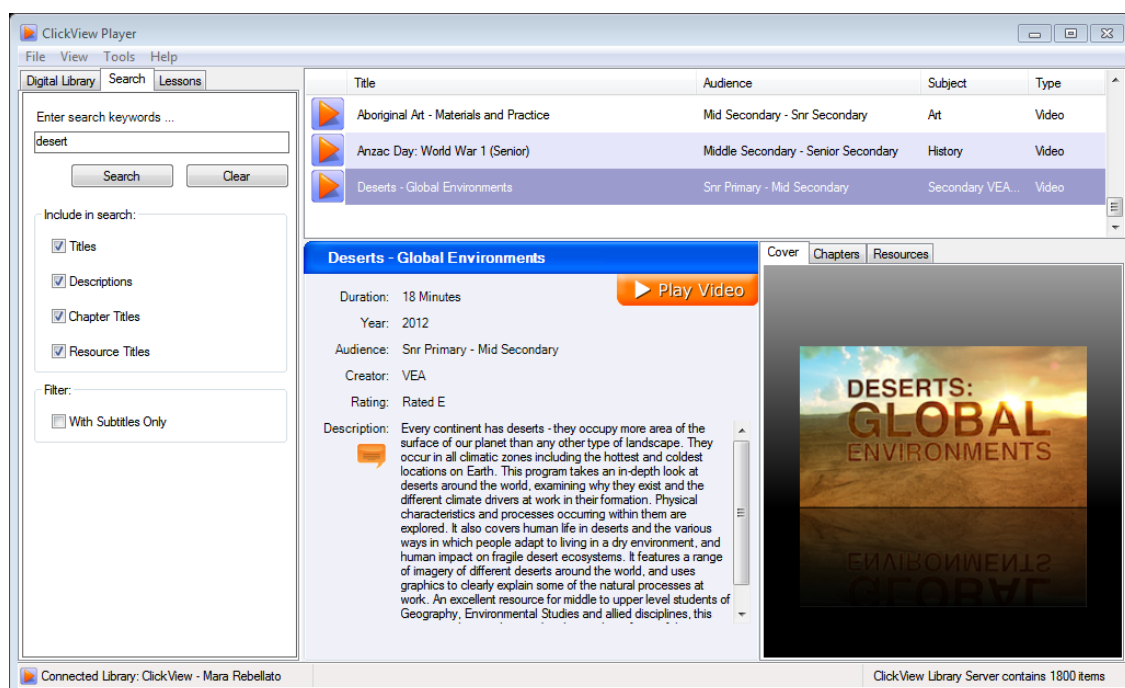 ClickView Player
File View Tools Help
Digital Library Search Lessons
Enter search keywords ...
desert
Search Clear
Include in search:
Titles
Descriptions
Chapter Titles
Resource Titles
Filter:
With Subtitles Only
Title Audience Subject Type
Aboriginal Art - Materials and Practice Mid Secondary - Snr Secondary Art Video
Anzac Day: World War 1 (Senior) Middle Secondary - Senior Secondary History Video
Deserts - Global Environments Snr Primary - Mid Secondary Secondary VEA... Video
Deserts - Global Environments
Play Video
Duration: 18 Minutes
Year: 2012
Audience: Snr Primary - Mid Secondary
Creator: VEA
Rating: Rated E
Description: Every continent has deserts - they occupy more area of the
surface of our planet than any other type of landscape. They
occur in all climatic zones including the hottest and coldest
locations on Earth. This program takes an in-depth look at
deserts around the world, examining why they exist and the
different climate drivers at work in their formation. Physical
characteristics and processes occurring within them are
explored. It also covers human life in deserts and the various
ways in which people adapt to living in a dry environment, and
human impact on fragile desert ecosystems. It features a range
of imagery of different deserts around the world, and uses
graphics to clearly explain some of the natural processes at
work. An excellent resource for middle to upper level students of
Geography, Environmental Studies and allied disciplines, this
Cover Chapters Resources
DESERTS:
GLOBAL
ENVIRONMENTS
Connected Library: ClickView - Mara Rebellato
ClickView Library Server contains 1800 items